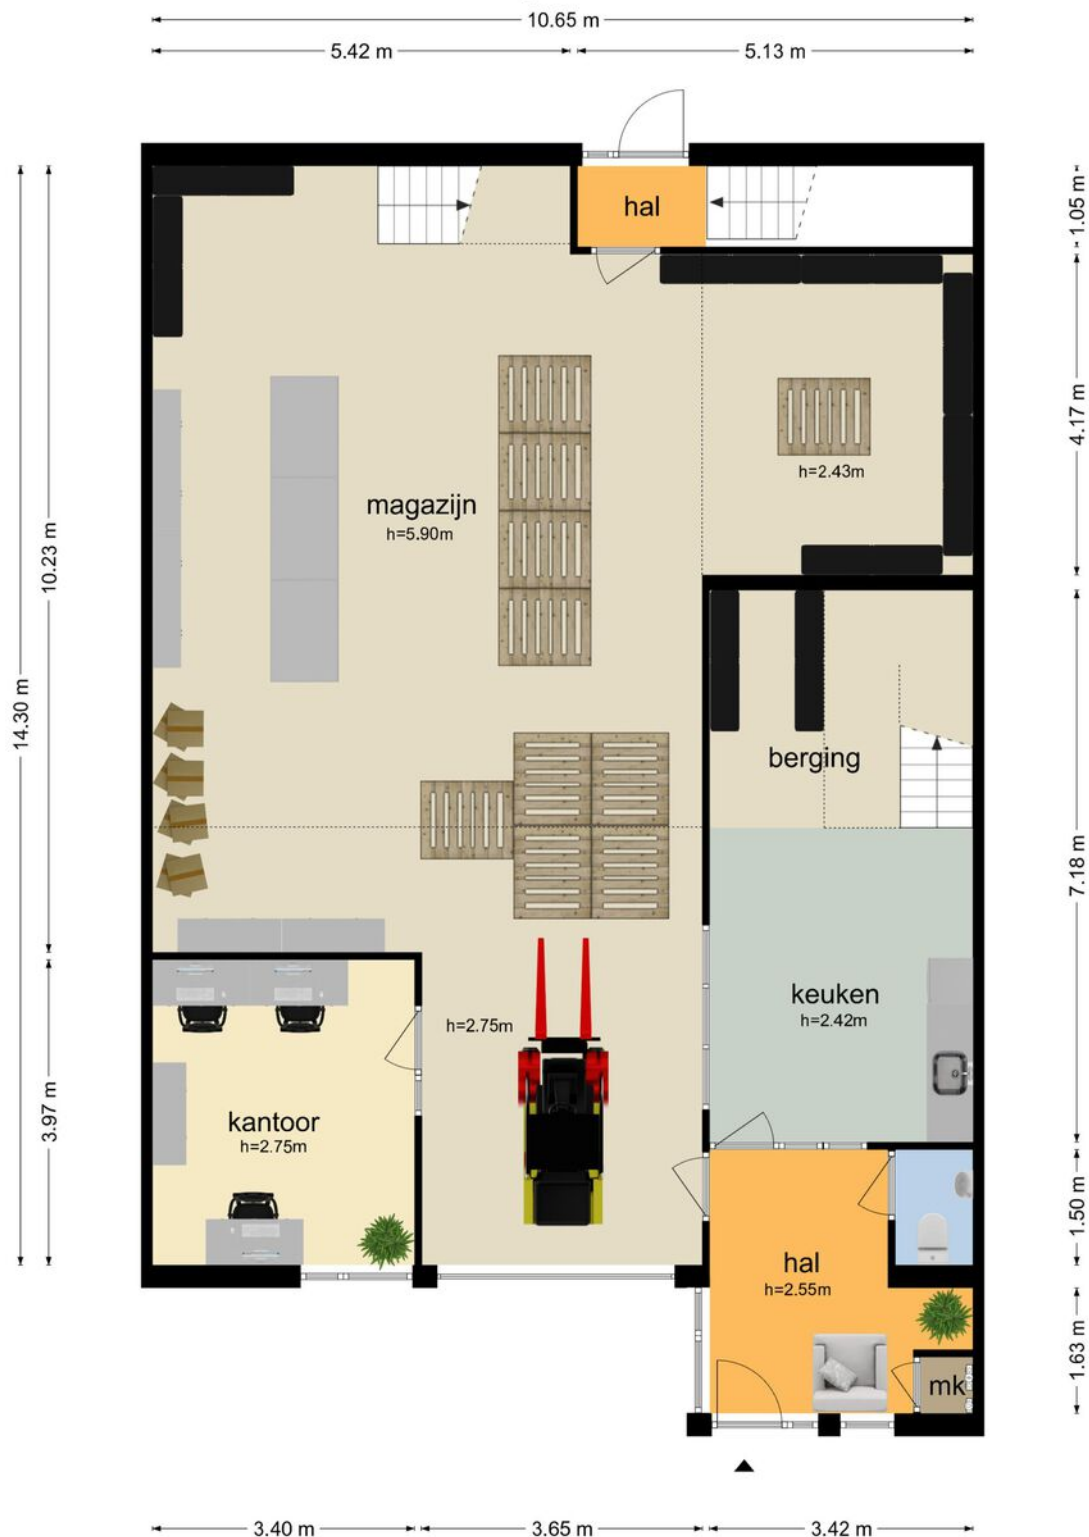 10.65 m
5.42 m
5.13 m
hal
1.05 m
4.17 m
h=2.43m
magazijn
h=5.90m
10.23 m
14.30 m
berging
7.18 m
keuken
h=2.42m
h=2.75m
kantoor
h=2.75m
3.97 m
1.50 m
hal
h=2.55m
1.63 m
mk
3.40 m
3.65 m
3.42 m